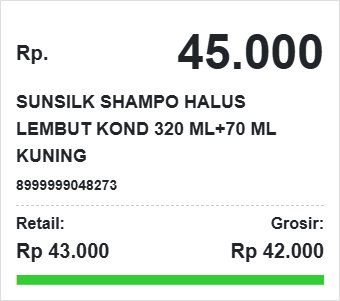 Rp. 45.000
SUNSILK SHAMPO HALUS
LEMBUT KOND 320 ML+70 ML
KUNING
8999999048273
Retail: Grosir:
Rp 43.000 Rp 42.000